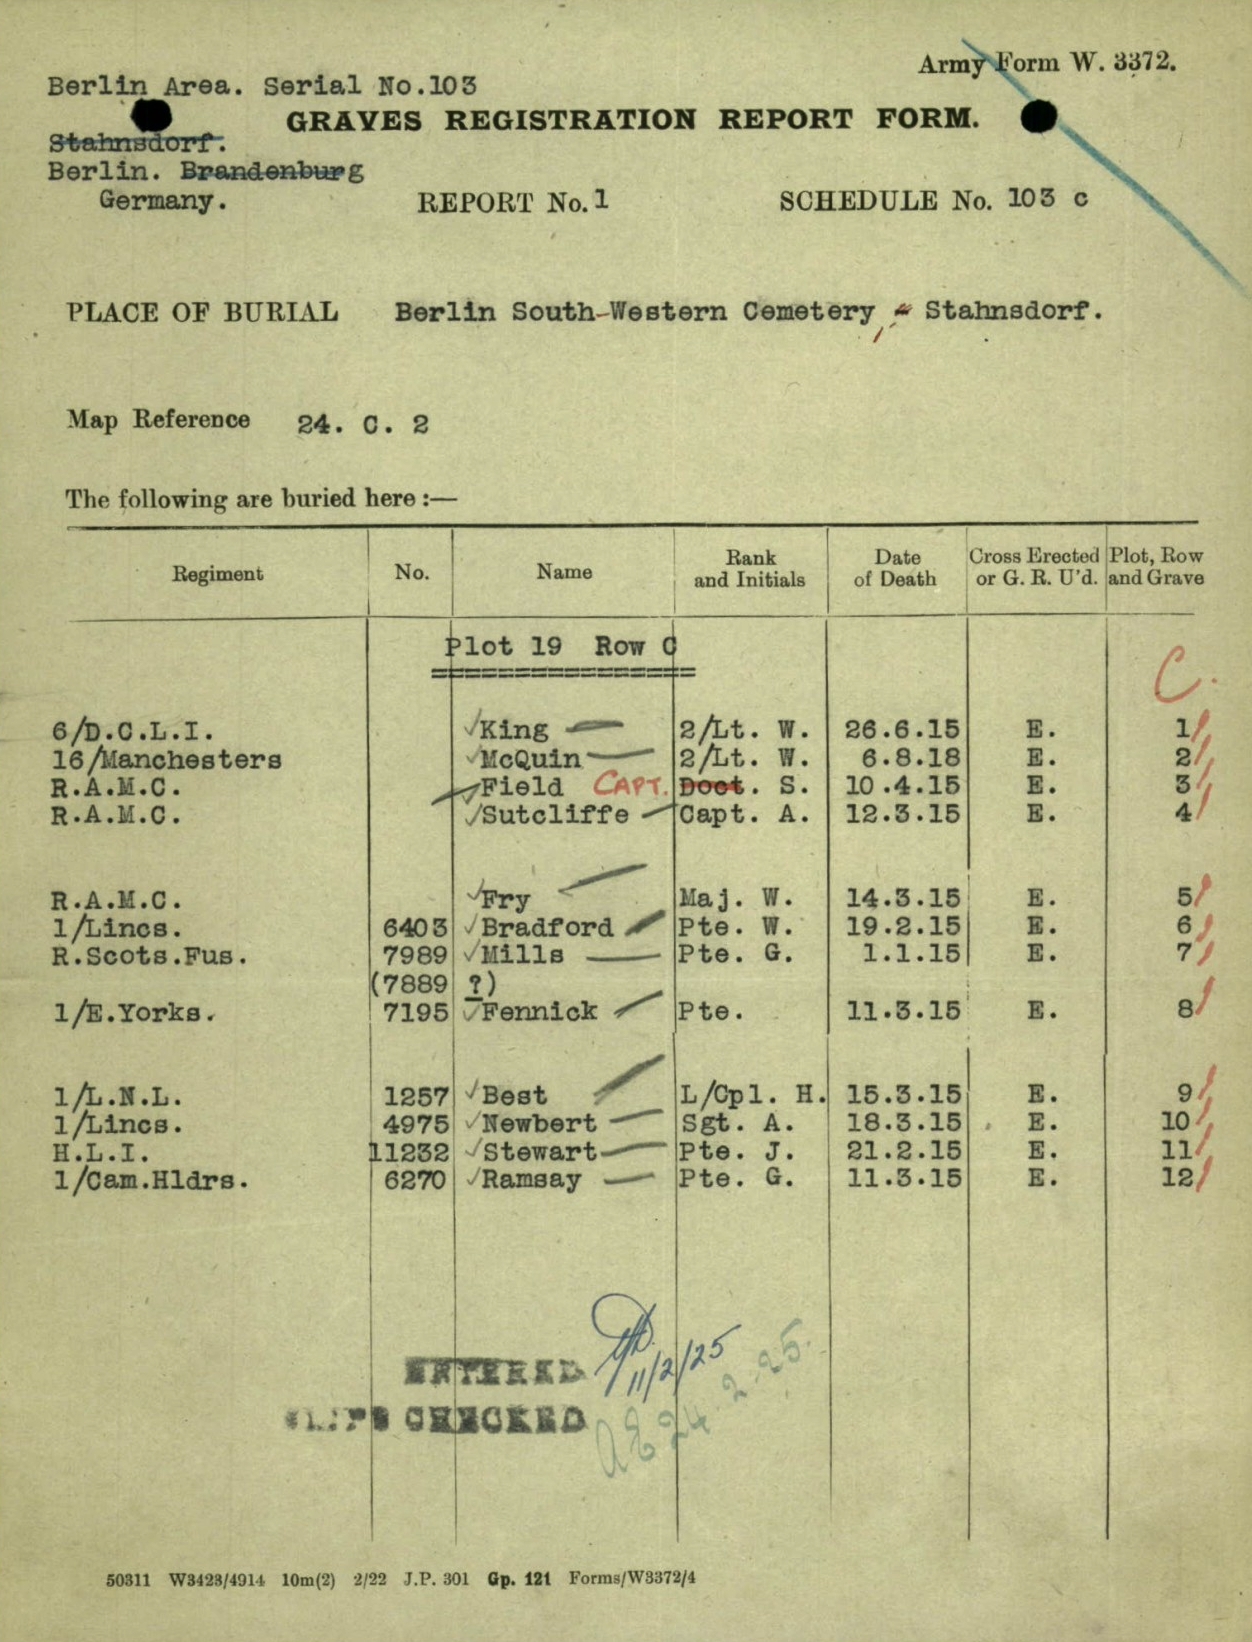 Army Form W. 3372.
Berlin Area. Serial No.103
GRAVES REGISTRATION REPORT FORM.
Stahnsdorf.
Berlin. Brandenburg
Germany.
REPORT No. 1
SCHEDULE No. 103 c
PLACE OF BURIAL Berlin South-Western Cemetery, Stahnsdorf.
Map Reference 24. C. 2
The following are buried here :—
Regiment No. Name Rank and Initials Date of Death Cross Erected or G. R. U'd. Plot, Row and Grave
Plot 19 Row C
C.
6/D.C.L.I. King 2/Lt. W. 26.6.15 E. 1
16/Manchesters McQuin 2/Lt. W. 6.8.18 E. 2
R.A.M.C. Field CAPT. Doct. S. 10.4.15 E. 3
R.A.M.C. Sutcliffe Capt. A. 12.3.15 E. 4
R.A.M.C. Fry Maj. W. 14.3.15 E. 5
1/Lincs. 6403 Bradford Pte. W. 19.2.15 E. 6
R.Scots.Fus. 7989 Mills Pte. G. 1.1.15 E. 7
(7889 ?)
1/E.Yorks. 7195 Fennick Pte. 11.3.15 E. 8
1/L.N.L. 1257 Best L/Cpl. H. 15.3.15 E. 9
1/Lincs. 4975 Newbert Sgt. A. 18.3.15 E. 10
H.L.I. 11232 Stewart Pte. J. 21.2.15 E. 11
1/Cam.Hldrs. 6270 Ramsay Pte. G. 11.3.15 E. 12
ENTERED 11/2/25
CHECKED 24.2.25.
50311 W3423/4914 10m(2) 2/22 J.P. 301 Gp. 121 Forms/W3372/4